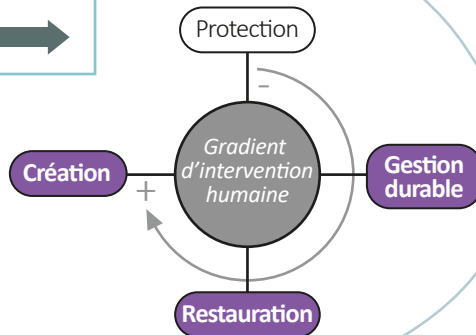 Protection
-
Gradient
d'intervention
humaine
Création
+
Gestion
durable
Restauration